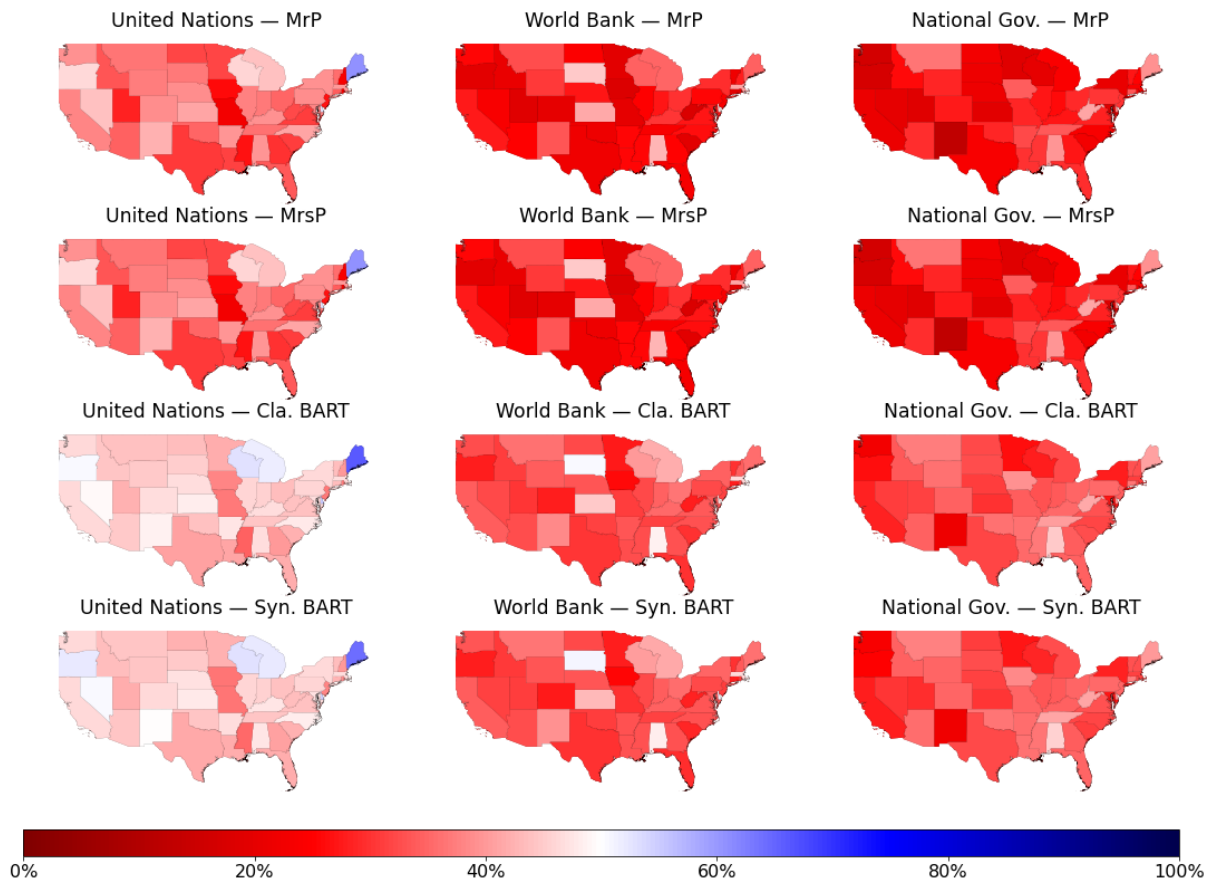 United Nations — MrP
World Bank — MrP
National Gov. — MrP
United Nations — MrsP
World Bank — MrsP
National Gov. — MrsP
United Nations — Cla. BART
World Bank — Cla. BART
National Gov. — Cla. BART
United Nations — Syn. BART
World Bank — Syn. BART
National Gov. — Syn. BART
0%
20%
40%
60%
80%
100%